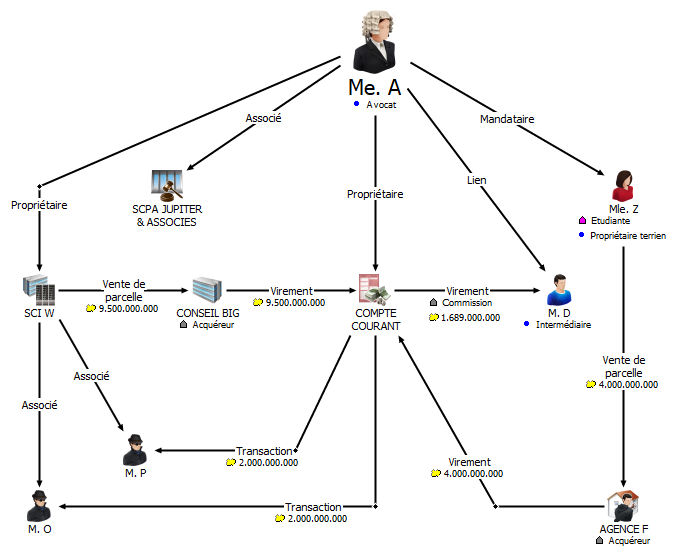 Me. A
Avocat
Associé
Mandataire
Lien
Propriétaire
Propriétaire
SCPA JUPITER
& ASSOCIES
Mle. Z
Etudiante
Propriétaire terrien
Vente de
parcelle
9.500.000.000
Virement
9.500.000.000
Virement
Commission
1.689.000.000
SCI W
CONSEIL BIG
Acquéreur
COMPTE
COURANT
M. D
Intermédiaire
Vente de
parcelle
4.000.000.000
Associé
Associé
Transaction
2.000.000.000
Virement
4.000.000.000
M. P
Transaction
2.000.000.000
M. O
AGENCE F
Acquéreur